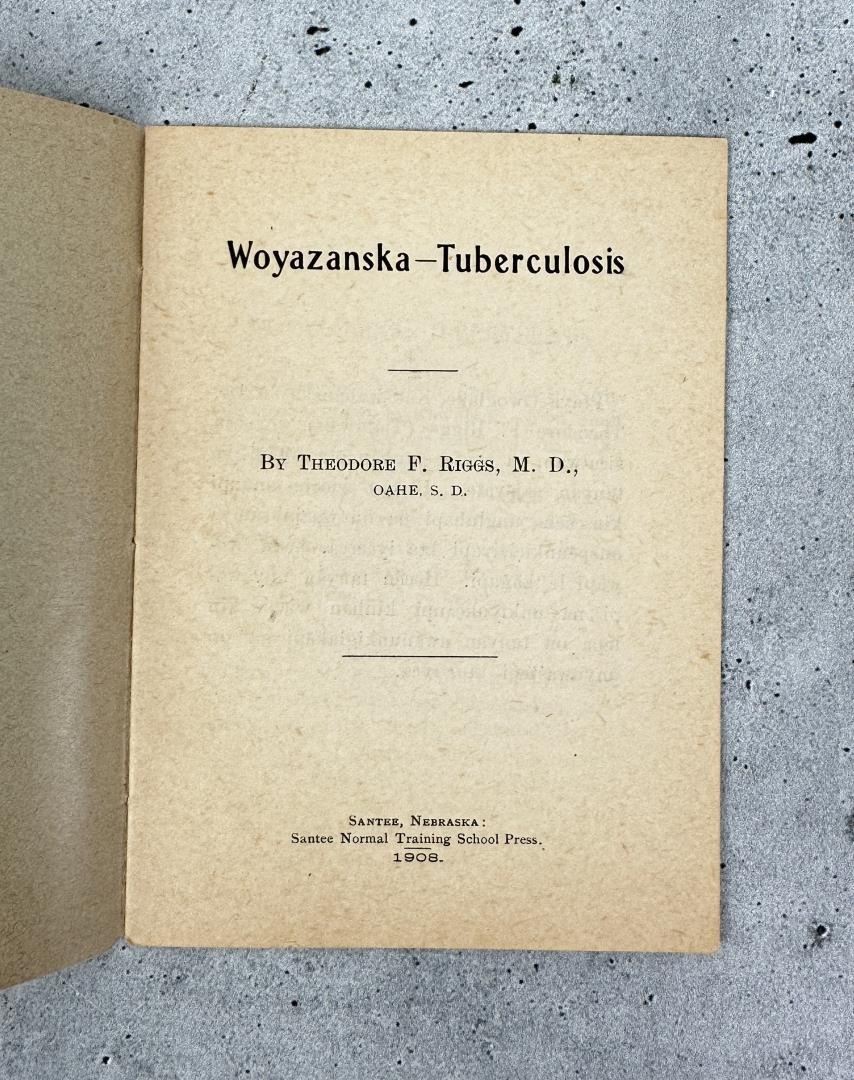 Woyazanska—Tuberculosis
By Theodore F. Riggs, M. D.,
OAHE, S. D.
Santee, Nebraska:
Santee Normal Training School Press.
1908.